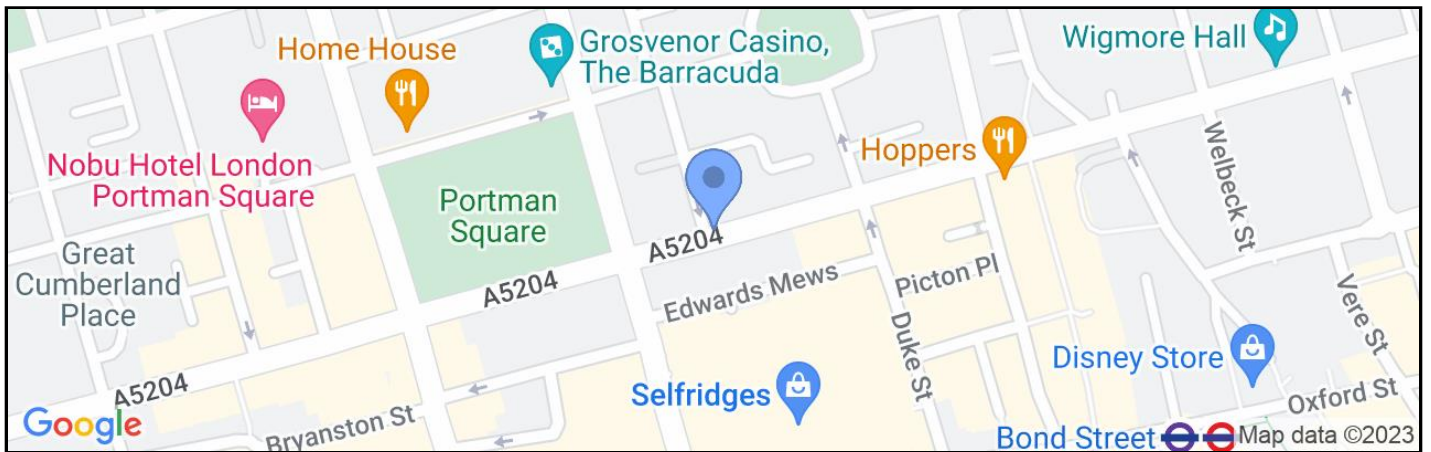 Home House
Grosvenor Casino,
The Barracuda
Wigmore Hall
Nobu Hotel London
Portman Square
Portman
Square
Hoppers
Welbeck St
Great
Cumberland
Place
A5204
A5204
A5204
Edwards Mews
Picton Pl
Duke St
Vere St
Disney Store
Selfridges
Oxford St
Bryanston St
Google
Bond Street
Map data ©2023